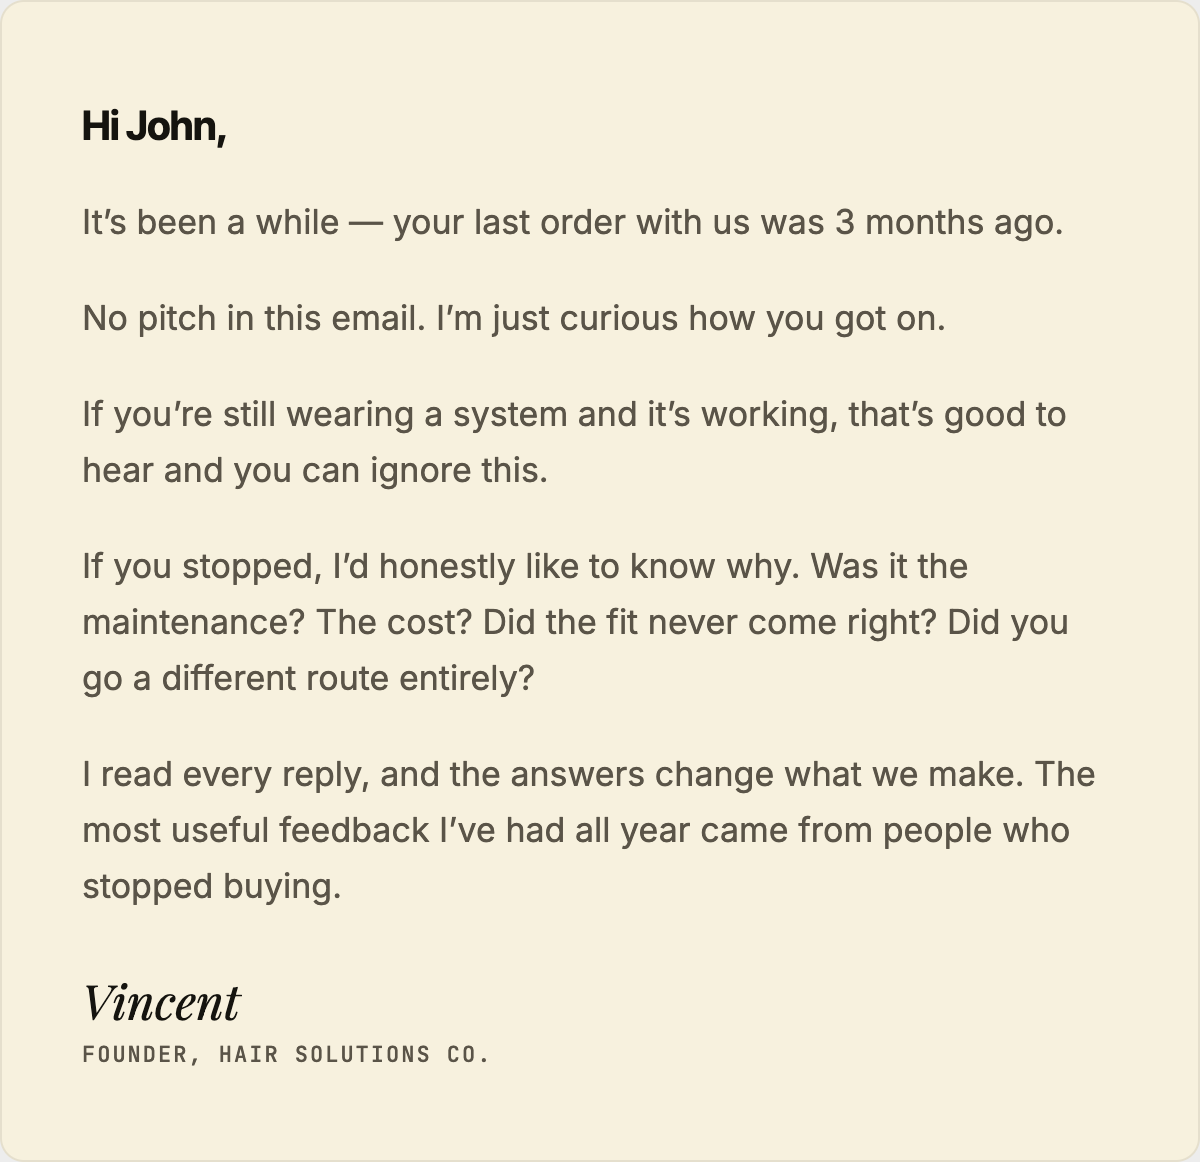 Hi John,
It’s been a while — your last order with us was 3 months ago.
No pitch in this email. I’m just curious how you got on.
If you’re still wearing a system and it’s working, that’s good to
hear and you can ignore this.
If you stopped, I’d honestly like to know why. Was it the
maintenance? The cost? Did the fit never come right? Did you
go a different route entirely?
I read every reply, and the answers change what we make. The
most useful feedback I’ve had all year came from people who
stopped buying.
Vincent
FOUNDER, HAIR SOLUTIONS CO.